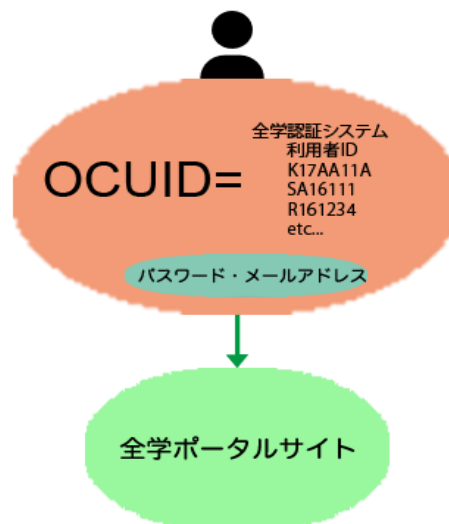 全学認証システム
OCUID=
利用者ID
K17AA11A
SA16111
R161234
etc...
パスワード・メールアドレス
全学ポータルサイト